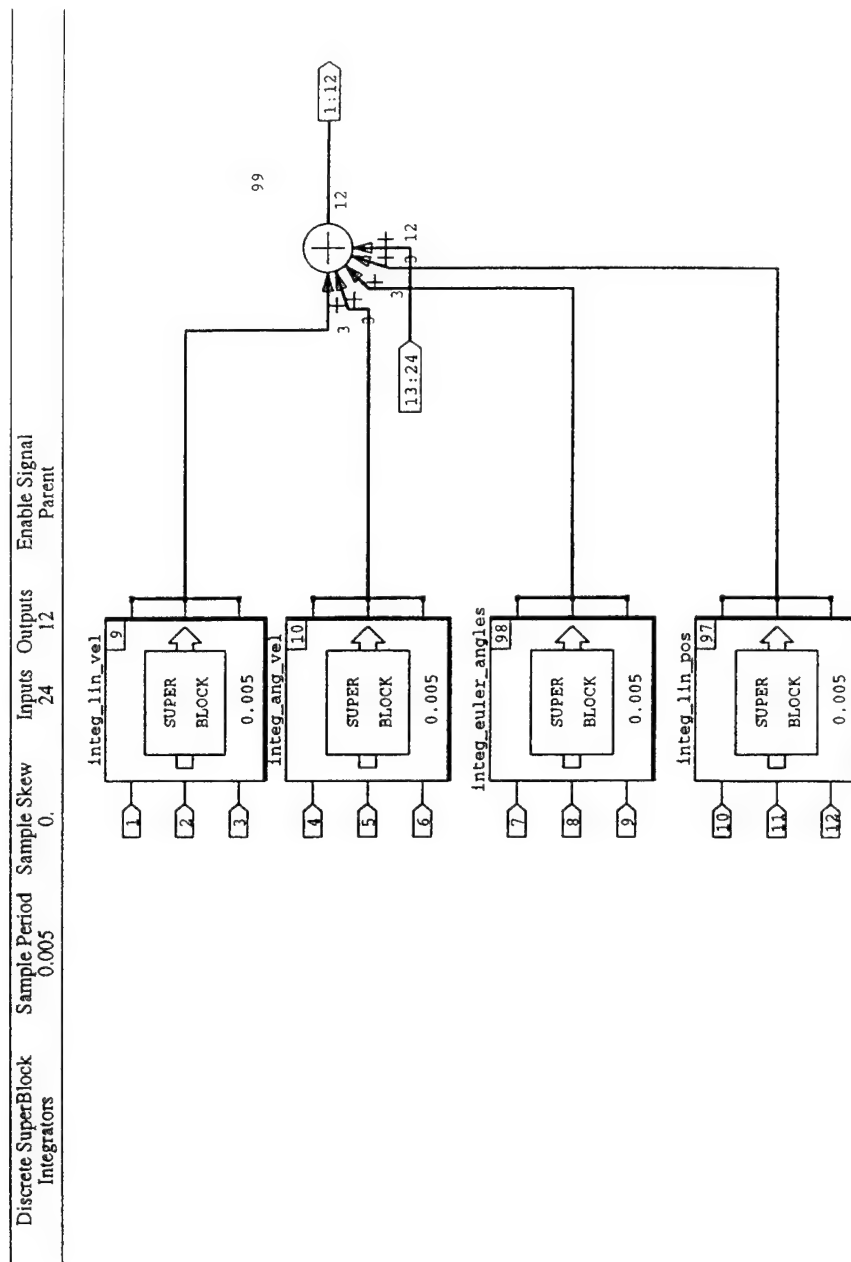 Discrete SuperBlock Sample Period Sample Skew Inputs Outputs Enable Signal
Integrators 0.005 0. 24 12 Parent
integ_lin_vel
9
1
2
3
SUPER
BLOCK
0.005
integ_ang_vel
10
4
5
6
SUPER
BLOCK
0.005
integ_euler_angles
98
7
8
9
SUPER
BLOCK
0.005
integ_lin_pos
97
10
11
12
SUPER
BLOCK
0.005
99
3
3
3
3
12
12
13:24
1:12